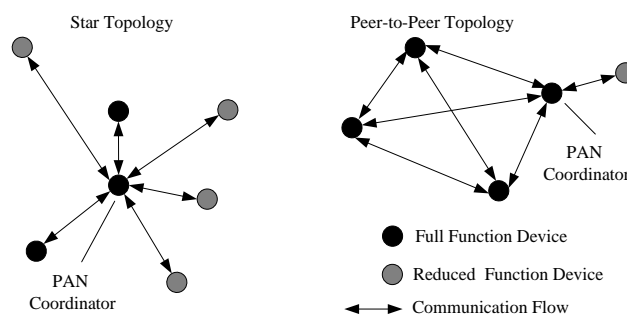 Star Topology
Peer-to-Peer Topology
PAN
Coordinator
PAN
Coordinator
Full Function Device
Reduced Function Device
Communication Flow